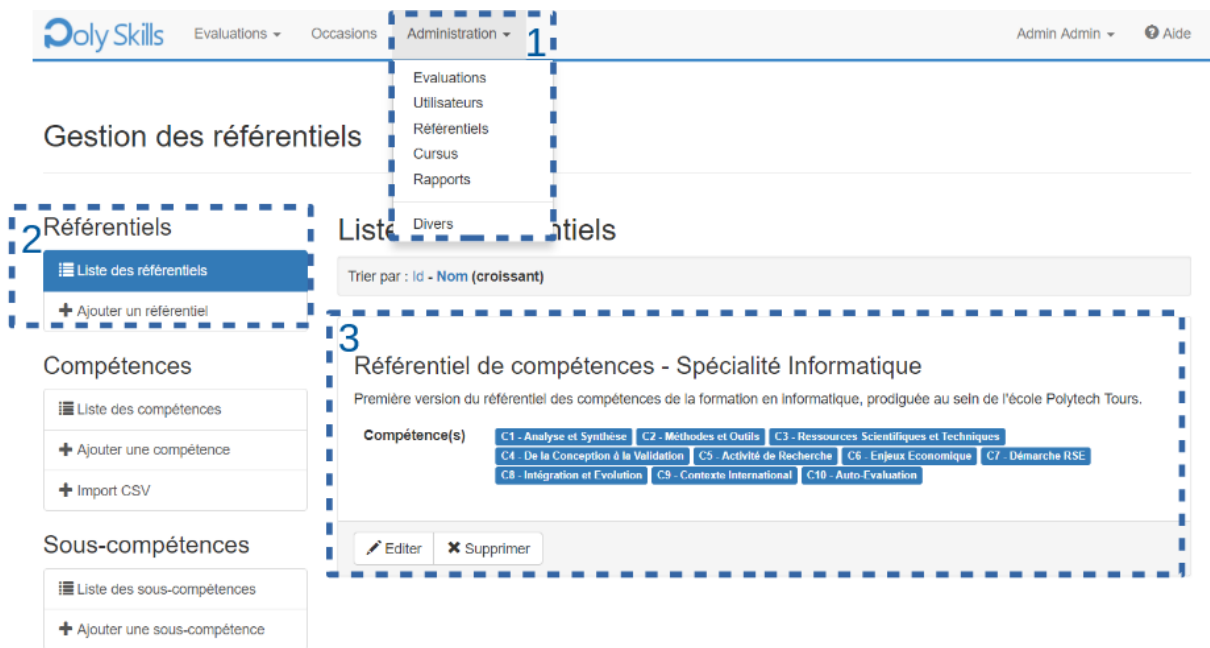 Poly Skills Evaluations Occasions Administration 1 Admin Admin Aide
Evaluations
Utilisateurs
Référentiels
Cursus
Rapports
Divers
Gestion des référentiels
2 Référentiels
Liste des référentiels
Ajouter un référentiel
Compétences
Liste des compétences
Ajouter une compétence
Import CSV
Sous-compétences
Liste des sous-compétences
Ajouter une sous-compétence
Liste entiels
Trier par : Id - Nom (croissant)
3
Référentiel de compétences - Spécialité Informatique
Première version du référentiel des compétences de la formation en informatique, prodiguée au sein de l'école Polytech Tours.
Compétence(s) C1 - Analyse et Synthèse C2 - Méthodes et Outils C3 - Ressources Scientifiques et Techniques
C4 - De la Conception à la Validation C5 - Activité de Recherche C6 - Enjeux Economique C7 - Démarche RSE
C8 - Intégration et Evolution C9 - Contexte International C10 - Auto-Evaluation
Editer Supprimer